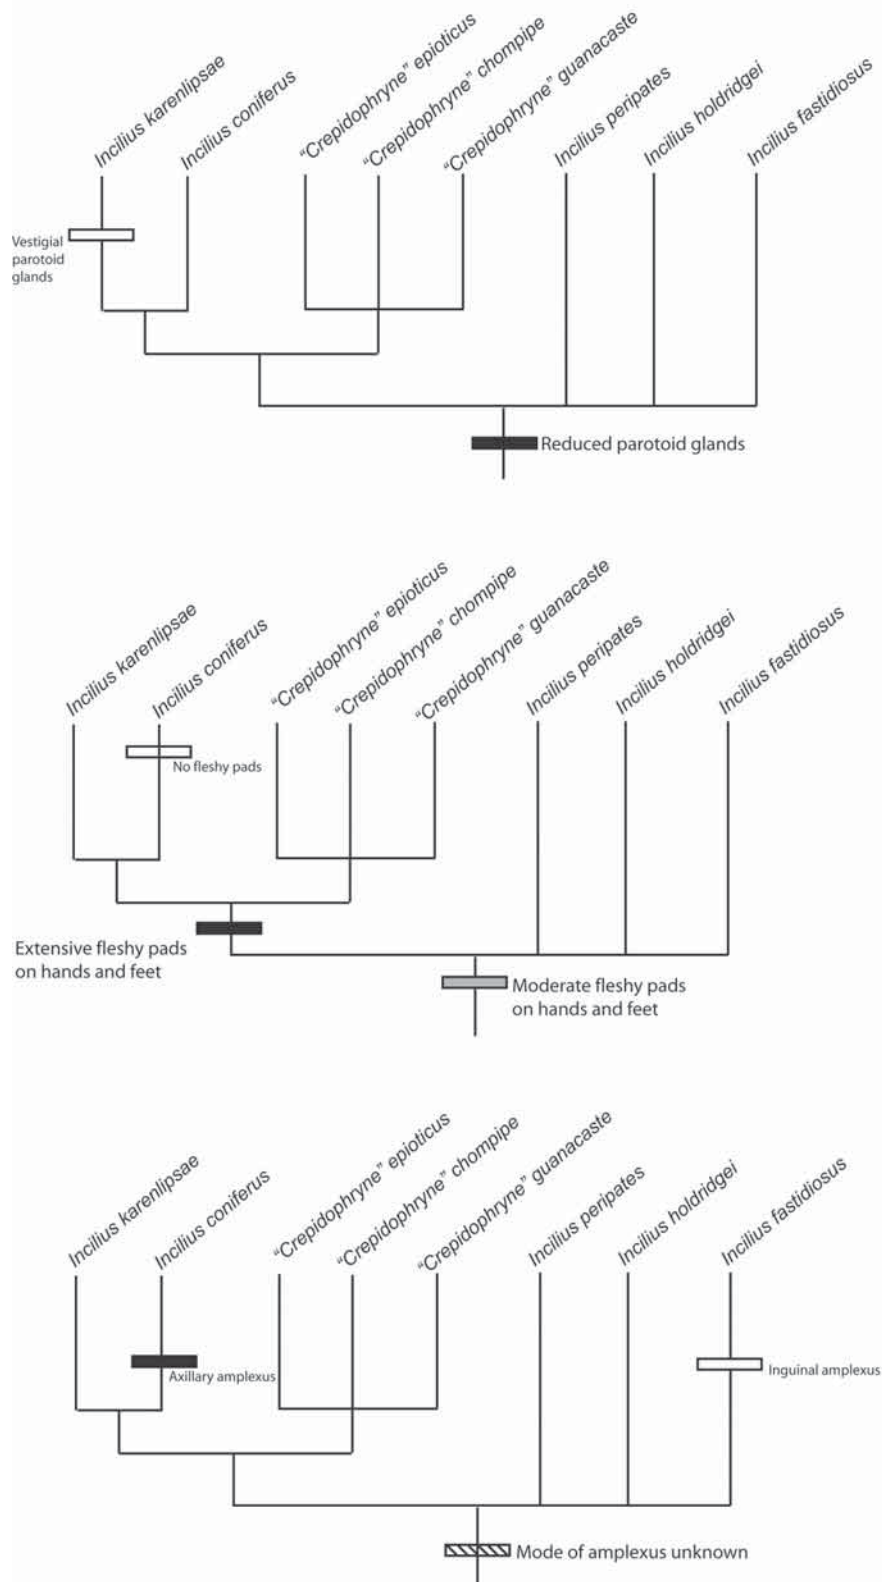 Incilius karenlipsae
Incilius coniferus
“Crepidophryne” epioticus
“Crepidophryne” chompipe
“Crepidophryne” guanacaste
Incilius peripates
Incilius holdridgei
Incilius fastidiosus
Vestigial
parotoid
glands
Reduced parotoid glands
Incilius karenlipsae
Incilius coniferus
“Crepidophryne” epioticus
“Crepidophryne” chompipe
“Crepidophryne” guanacaste
Incilius peripates
Incilius holdridgei
Incilius fastidiosus
No fleshy pads
Extensive fleshy pads
on hands and feet
Moderate fleshy pads
on hands and feet
Incilius karenlipsae
Incilius coniferus
“Crepidophryne” epioticus
“Crepidophryne” chompipe
“Crepidophryne” guanacaste
Incilius peripates
Incilius holdridgei
Incilius fastidiosus
Axillary amplexus
Inguinal amplexus
Mode of amplexus unknown